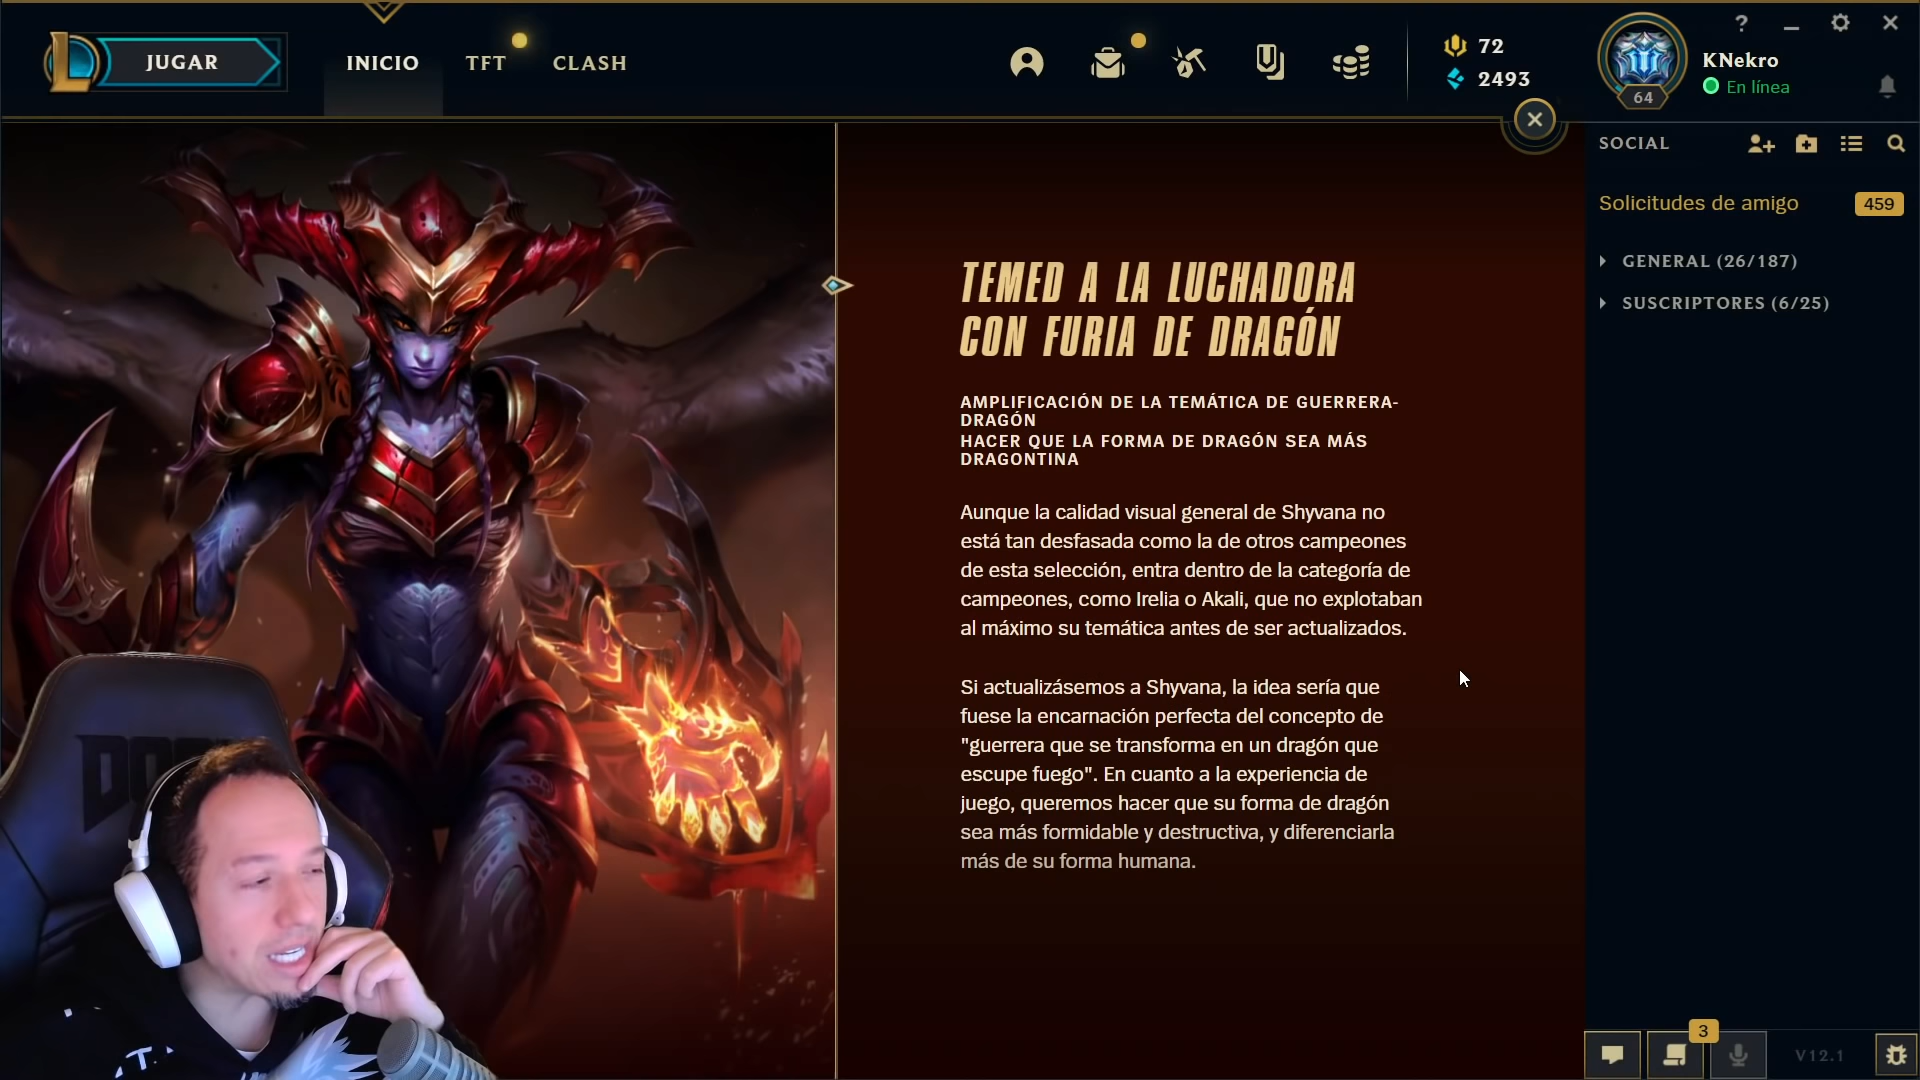 JUGAR
INICIO
TFT
CLASH
72
2493
64
KNekro
En línea
SOCIAL
Solicitudes de amigo
459
GENERAL (26/187)
SUSCRIPTORES (6/25)
TEMED A LA LUCHADORA
CON FURIA DE DRAGÓN
AMPLIFICACIÓN DE LA TEMÁTICA DE GUERRERA-
DRAGÓN
HACER QUE LA FORMA DE DRAGÓN SEA MÁS
DRAGONTINA
Aunque la calidad visual general de Shyvana no
está tan desfasada como la de otros campeones
de esta selección, entra dentro de la categoría de
campeones, como Irelia o Akali, que no explotaban
al máximo su temática antes de ser actualizados.
Si actualizásemos a Shyvana, la idea sería que
fuese la encarnación perfecta del concepto de
"guerrera que se transforma en un dragón que
escupe fuego". En cuanto a la experiencia de
juego, queremos hacer que su forma de dragón
sea más formidable y destructiva, y diferenciarla
más de su forma humana.
3
V12.1